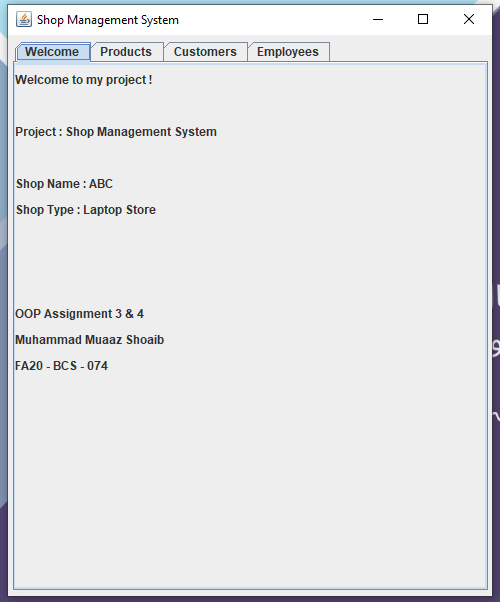 Shop Management System
Welcome Products Customers Employees
Welcome to my project !
Project : Shop Management System
Shop Name : ABC
Shop Type : Laptop Store
OOP Assignment 3 & 4
Muhammad Muaaz Shoaib
FA20 - BCS - 074